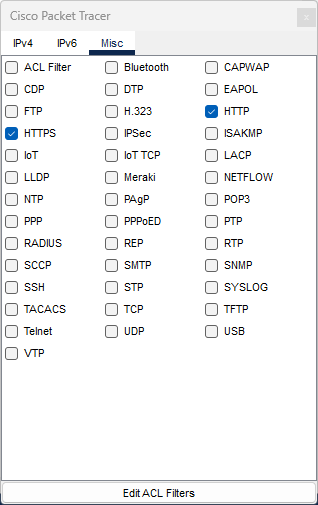 Cisco Packet Tracer
IPv4 IPv6 Misc
ACL Filter Bluetooth CAPWAP
CDP DTP EAPOL
FTP H.323 HTTP
HTTPS IPSec ISAKMP
IoT IoT TCP LACP
LLDP Meraki NETFLOW
NTP PAgP POP3
PPP PPPoED PTP
RADIUS REP RTP
SCCP SMTP SNMP
SSH STP SYSLOG
TACACS TCP TFTP
Telnet UDP USB
VTP
Edit ACL Filters